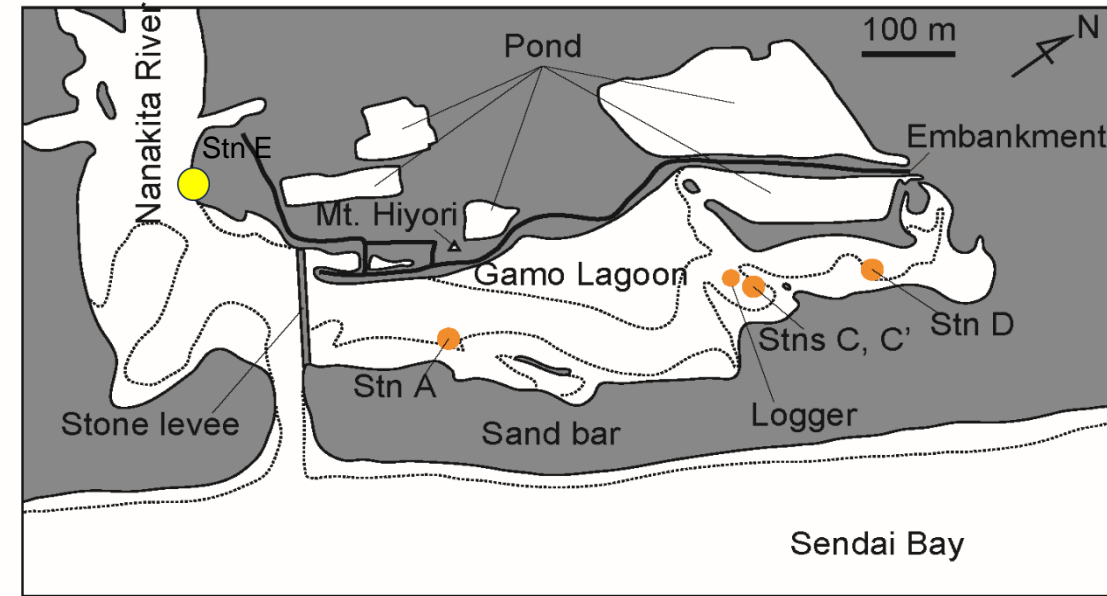 Nanakita River
Pond
100 m
N
Embankment
Stn E
Mt. Hiyori
Gamo Lagoon
Stn D
Stns C, C’
Stn A
Logger
Stone levee
Sand bar
Sendai Bay